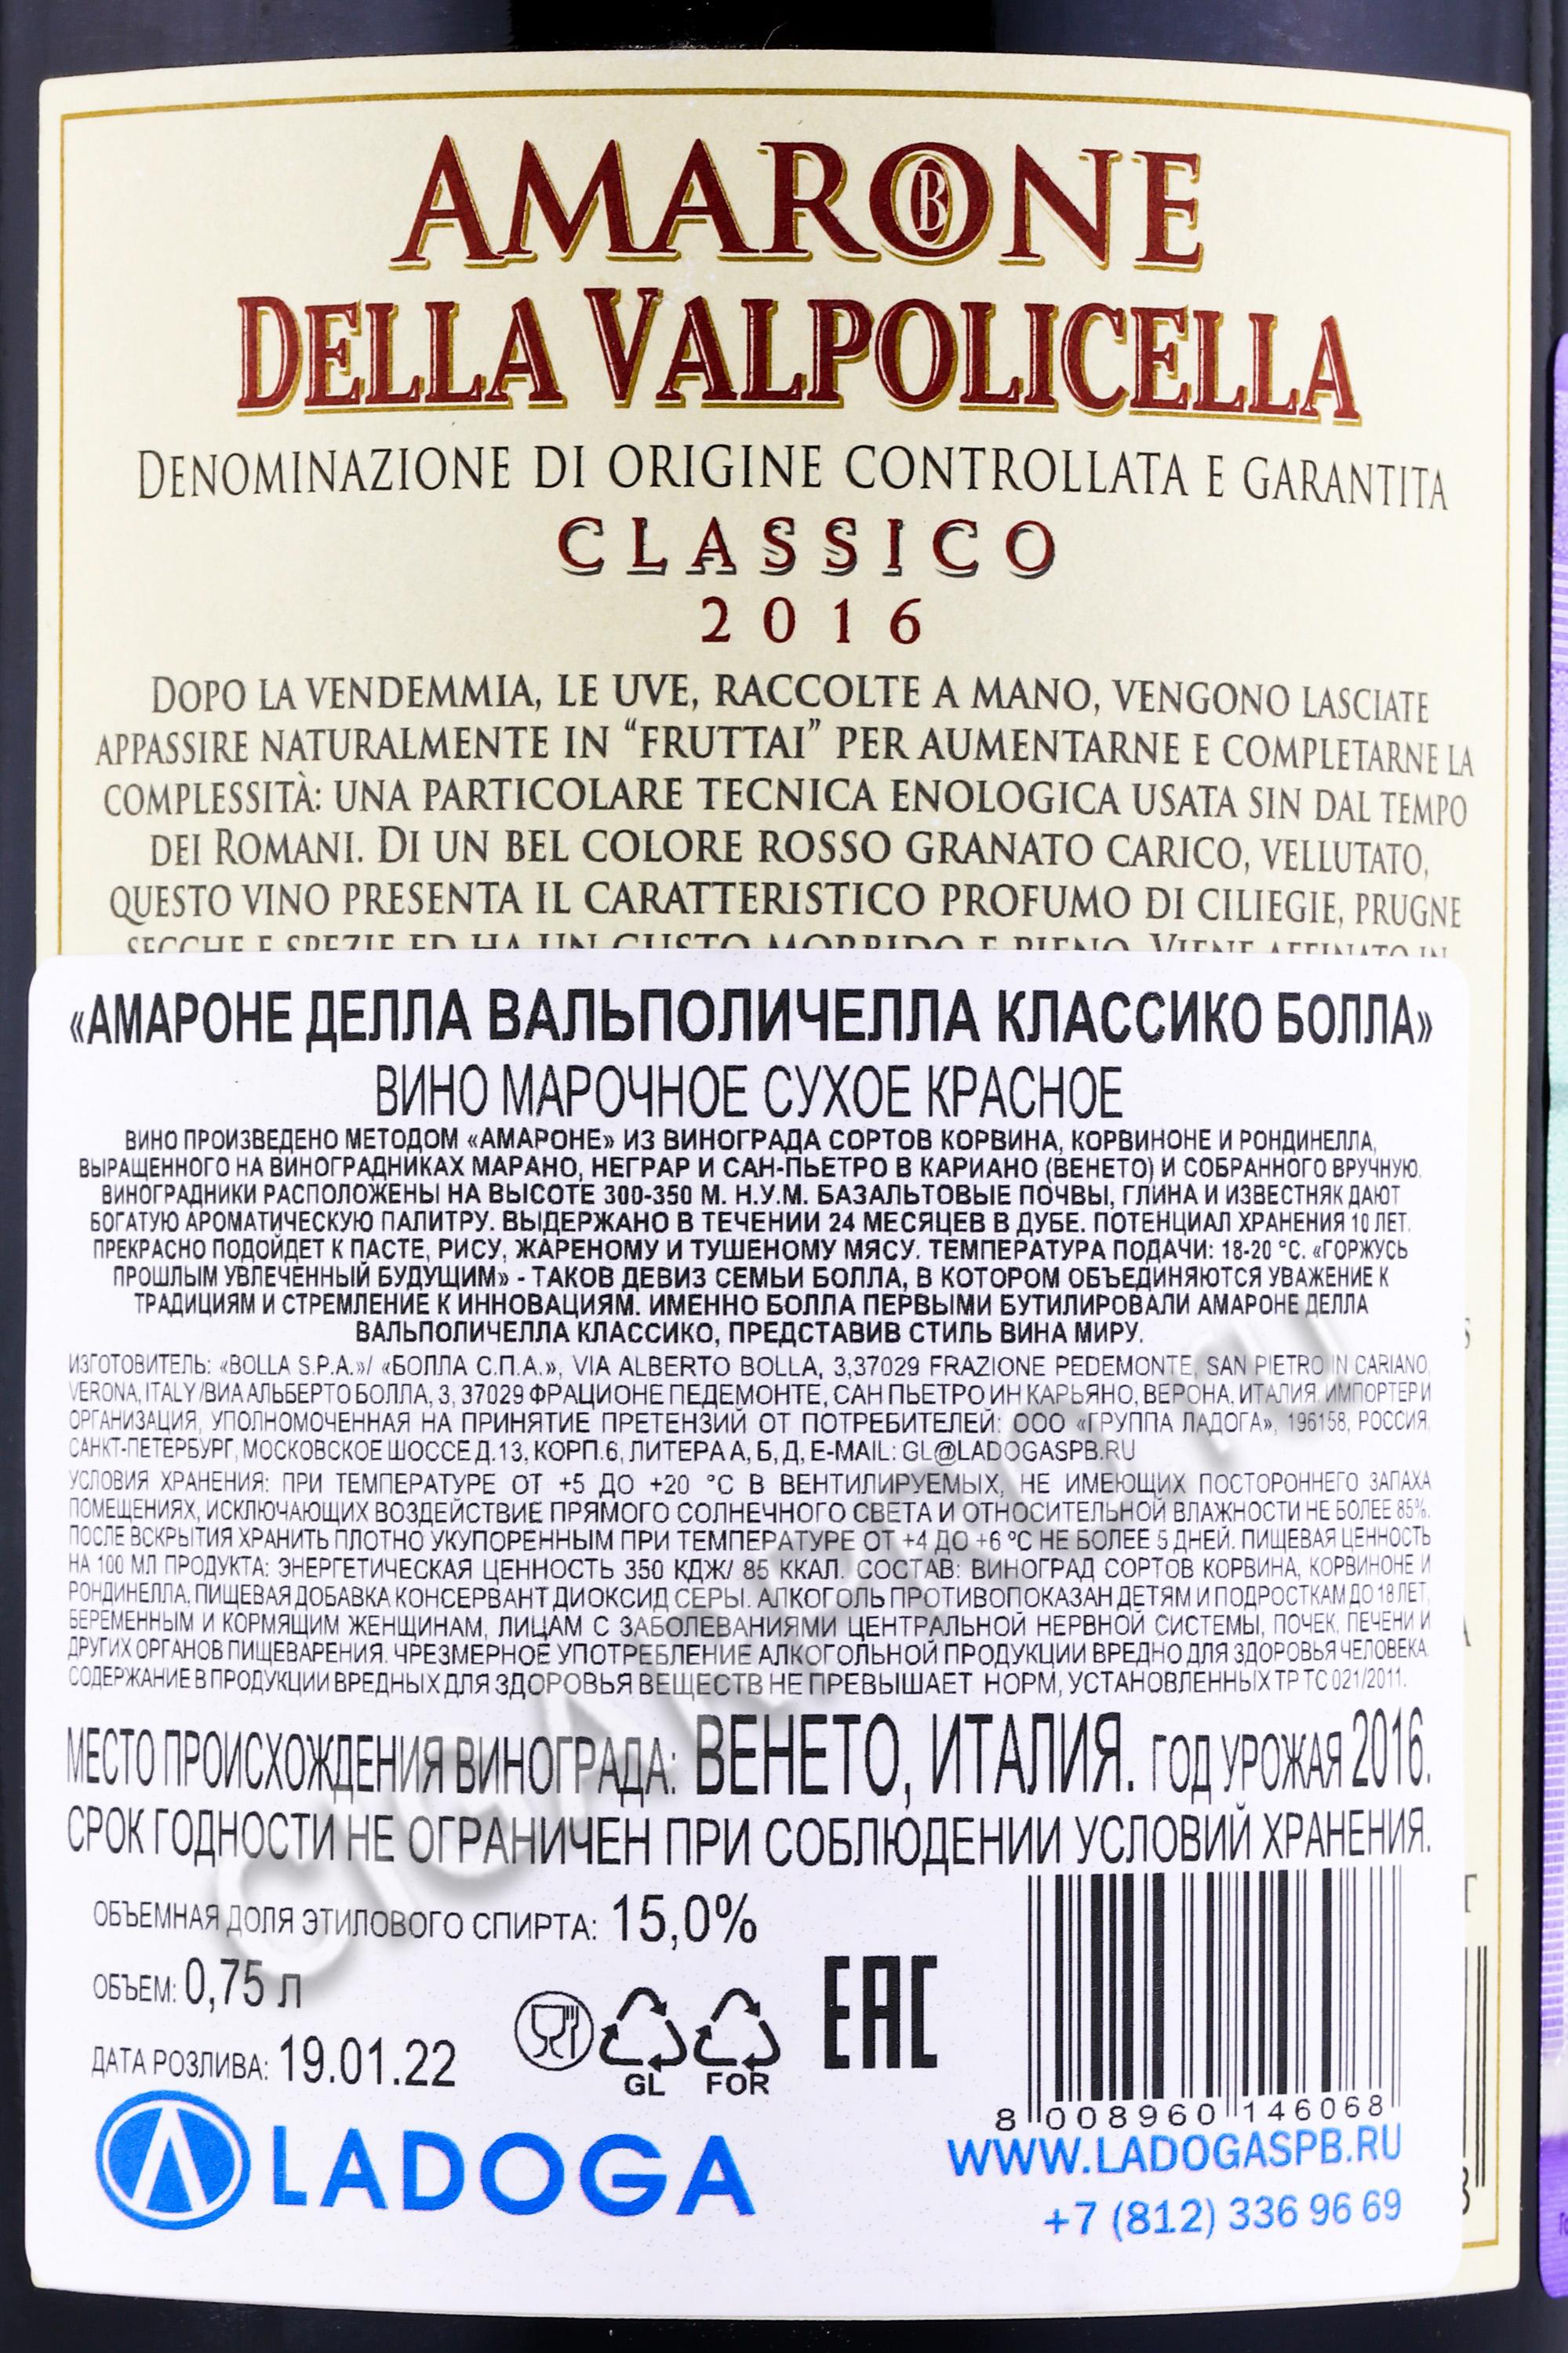 AMARONE
DELLA VALPOLICELLA
DENOMINAZIONE DI ORIGINE CONTROLLATA E GARANTITA
CLASSICO
2016
DOPO LA VENDEMMIA, LE UVE, RACCOLTE A MANO, VENGONO LASCIATE
APPASSIRE NATURALMENTE IN “FRUTTAI” PER AUMENTARNE E COMPLETARNE LA
COMPLESSITÀ: UNA PARTICOLARE TECNICA ENOLOGICA USATA SIN DAL TEMPO
DEI ROMANI. DI UN BEL COLORE ROSSO GRANATO CARICO, VELLUTATO,
QUESTO VINO PRESENTA IL CARATTERISTICO PROFUMO DI CILIEGIE, PRUGNE
SECCHE E SPEZIE ED HA UN GUSTO MORBIDO E PIENO. VIENE AFFINATO IN
«АМАРОНЕ ДЕЛЛА ВАЛЬПОЛИЧЕЛЛА КЛАССИКО БОЛЛА»
ВИНО МАРОЧНОЕ СУХОЕ КРАСНОЕ
ВИНО ПРОИЗВЕДЕНО МЕТОДОМ «АМАРОНЕ» ИЗ ВИНОГРАДА СОРТОВ КОРВИНА, КОРВИНОНЕ И РОНДИНЕЛЛА,
ВЫРАЩЕННОГО НА ВИНОГРАДНИКАХ МАРАНО, НЕГРАР И САН-ПЬЕТРО В КАРИАНО (ВЕНЕТО) И СОБРАННОГО ВРУЧНУЮ.
ВИНОГРАДНИКИ РАСПОЛОЖЕНЫ НА ВЫСОТЕ 300-350 М. Н.У.М. БАЗАЛЬТОВЫЕ ПОЧВЫ, ГЛИНА И ИЗВЕСТНЯК ДАЮТ
БОГАТУЮ АРОМАТИЧЕСКУЮ ПАЛИТРУ. ВЫДЕРЖАНО В ТЕЧЕНИИ 24 МЕСЯЦЕВ В ДУБЕ. ПОТЕНЦИАЛ ХРАНЕНИЯ 10 ЛЕТ.
ПРЕКРАСНО ПОДОЙДЕТ К ПАСТЕ, РИСУ, ЖАРЕНОМУ И ТУШЕНОМУ МЯСУ. ТЕМПЕРАТУРА ПОДАЧИ: 18-20 °С. «ГОРЖУСЬ
ПРОШЛЫМ УВЛЕЧЕННЫЙ БУДУЩИМ» - ТАКОВ ДЕВИЗ СЕМЬИ БОЛЛА, В КОТОРОМ ОБЪЕДИНЯЮТСЯ УВАЖЕНИЕ К
ТРАДИЦИЯМ И СТРЕМЛЕНИЕ К ИННОВАЦИЯМ. ИМЕННО БОЛЛА ПЕРВЫМИ БУТИЛИРОВАЛИ АМАРОНЕ ДЕЛЛА
ВАЛЬПОЛИЧЕЛЛА КЛАССИКО, ПРЕДСТАВИВ СТИЛЬ ВИНА МИРУ.
ИЗГОТОВИТЕЛЬ: «BOLLA S.P.A.»/ «БОЛЛА С.П.А.», VIA ALBERTO BOLLA, 3,37029 FRAZIONE PEDEMONTE, SAN PIETRO IN CARIANO,
VERONA, ITALY /ВИА АЛЬБЕРТО БОЛЛА, 3, 37029 ФРАЦИОНЕ ПЕДЕМОНТЕ, САН ПЬЕТРО ИН КАРЬЯНО, ВЕРОНА, ИТАЛИЯ. ИМПОРТЕР И
ОРГАНИЗАЦИЯ, УПОЛНОМОЧЕННАЯ НА ПРИНЯТИЕ ПРЕТЕНЗИЙ ОТ ПОТРЕБИТЕЛЕЙ: ООО «ГРУППА ЛАДОГА», 196158, РОССИЯ,
САНКТ-ПЕТЕРБУРГ, МОСКОВСКОЕ ШОССЕ Д.13, КОРП.6, ЛИТЕРА А, Б, Д, E-MAIL: GL@LADOGASPB.RU
УСЛОВИЯ ХРАНЕНИЯ: ПРИ ТЕМПЕРАТУРЕ ОТ +5 ДО +20 °С В ВЕНТИЛИРУЕМЫХ, НЕ ИМЕЮЩИХ ПОСТОРОННЕГО ЗАПАХА
ПОМЕЩЕНИЯХ, ИСКЛЮЧАЮЩИХ ВОЗДЕЙСТВИЕ ПРЯМОГО СОЛНЕЧНОГО СВЕТА И ОТНОСИТЕЛЬНОЙ ВЛАЖНОСТИ НЕ БОЛЕЕ 85%.
ПОСЛЕ ВСКРЫТИЯ ХРАНИТЬ ПЛОТНО УКУПОРЕННЫМ ПРИ ТЕМПЕРАТУРЕ ОТ +4 ДО +6 °С НЕ БОЛЕЕ 5 ДНЕЙ. ПИЩЕВАЯ ЦЕННОСТЬ
НА 100 МЛ ПРОДУКТА: ЭНЕРГЕТИЧЕСКАЯ ЦЕННОСТЬ 350 КДЖ/ 85 ККАЛ. СОСТАВ: ВИНОГРАД СОРТОВ КОРВИНА, КОРВИНОНЕ И
РОНДИНЕЛЛА, ПИЩЕВАЯ ДОБАВКА КОНСЕРВАНТ ДИОКСИД СЕРЫ. АЛКОГОЛЬ ПРОТИВОПОКАЗАН ДЕТЯМ И ПОДРОСТКАМ ДО 18 ЛЕТ,
БЕРЕМЕННЫМ И КОРМЯЩИМ ЖЕНЩИНАМ, ЛИЦАМ С ЗАБОЛЕВАНИЯМИ ЦЕНТРАЛЬНОЙ НЕРВНОЙ СИСТЕМЫ, ПОЧЕК, ПЕЧЕНИ И
ДРУГИХ ОРГАНОВ ПИЩЕВАРЕНИЯ. ЧРЕЗМЕРНОЕ УПОТРЕБЛЕНИЕ АЛКОГОЛЬНОЙ ПРОДУКЦИИ ВРЕДНО ДЛЯ ЗДОРОВЬЯ ЧЕЛОВЕКА.
СОДЕРЖАНИЕ В ПРОДУКЦИИ ВРЕДНЫХ ДЛЯ ЗДОРОВЬЯ ВЕЩЕСТВ НЕ ПРЕВЫШАЕТ НОРМ, УСТАНОВЛЕННЫХ ТР ТС 021/2011.
МЕСТО ПРОИСХОЖДЕНИЯ ВИНОГРАДА: ВЕНЕТО, ИТАЛИЯ. ГОД УРОЖАЯ 2016.
СРОК ГОДНОСТИ НЕ ОГРАНИЧЕН ПРИ СОБЛЮДЕНИИ УСЛОВИЙ ХРАНЕНИЯ.
ОБЪЕМНАЯ ДОЛЯ ЭТИЛОВОГО СПИРТА: 15,0%
ОБЪЕМ: 0,75 л
ДАТА РОЗЛИВА: 19.01.22
GL FOR
EAC
8 008960 146068
LADOGA
WWW.LADOGASPB.RU
+7 (812) 336 96 69
CIGARPRO.ru